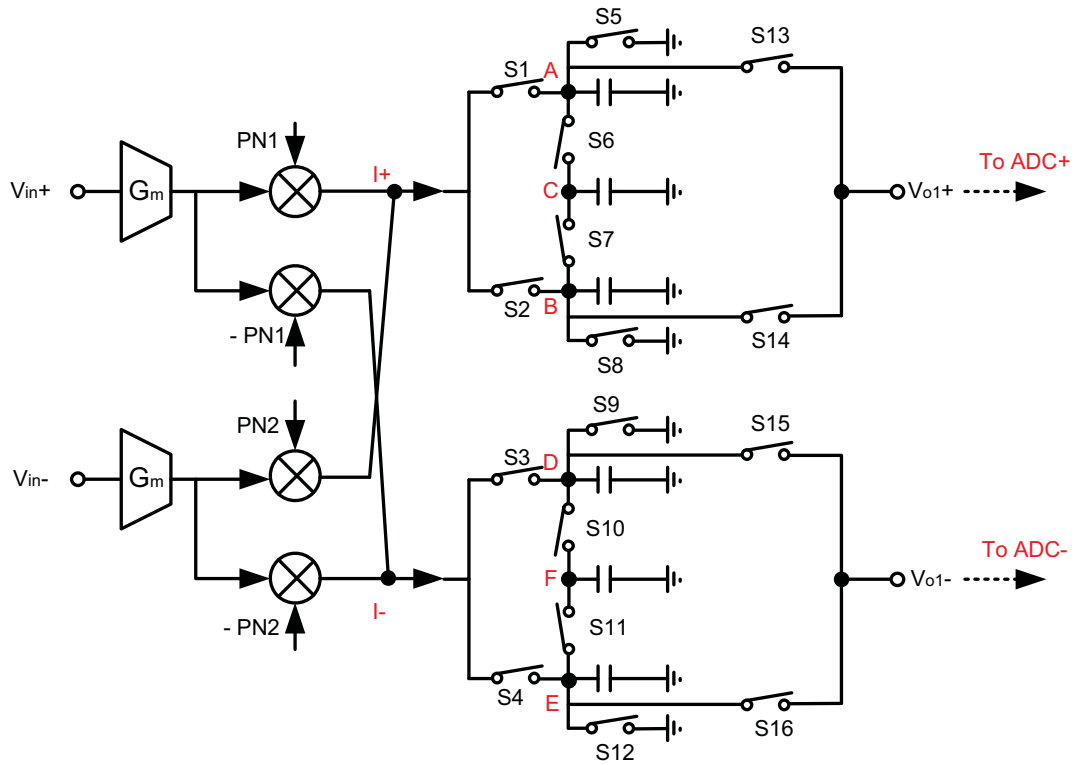 S5
S13
S1
A
PN1
S6
To ADC+
I+
Vin+
Gm
C
Vo1+
S7
S2
B
- PN1
S14
S8
PN2
S9
S15
S3
D
Vin-
Gm
S10
To ADC-
F
Vo1-
I-
S11
- PN2
S4
E
S16
S12